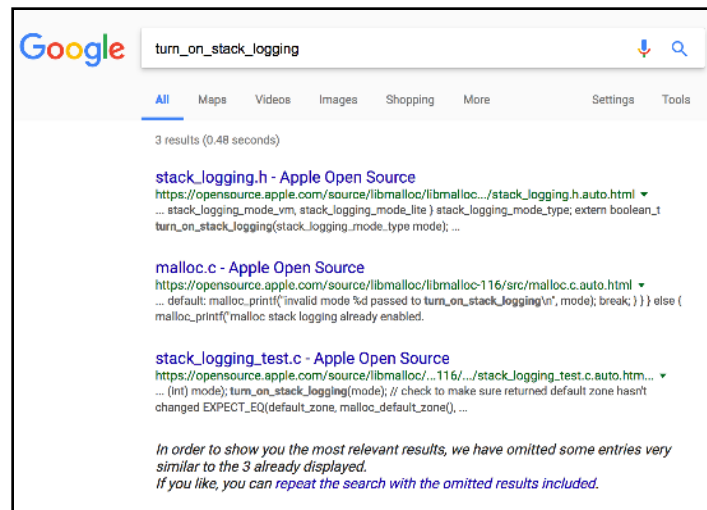 Google
turn_on_stack_logging
All Maps Videos Images Shopping More Settings Tools
3 results (0.48 seconds)
stack_logging.h - Apple Open Source
https://opensource.apple.com/source/libmalloc/libmalloc.../stack_logging.h.auto.html
... stack_logging_mode_vm, stack_logging_mode_lite } stack_logging_mode_type; extern boolean_t
turn_on_stack_logging(stack_logging_mode_type mode); ...
malloc.c - Apple Open Source
https://opensource.apple.com/source/libmalloc/libmalloc-116/src/malloc.c.auto.html
... default: malloc_printf("invalid mode %d passed to turn_on_stack_logging\n", mode); break; } } } else {
malloc_printf("malloc stack logging already enabled.
stack_logging_test.c - Apple Open Source
https://opensource.apple.com/source/libmalloc/...116/.../stack_logging_test.c.auto.htm...
... (int) mode); turn_on_stack_logging(mode); // check to make sure returned default zone hasn't
changed EXPECT_EQ(default_zone, malloc_default_zone(), ...
In order to show you the most relevant results, we have omitted some entries very
similar to the 3 already displayed.
If you like, you can repeat the search with the omitted results included.